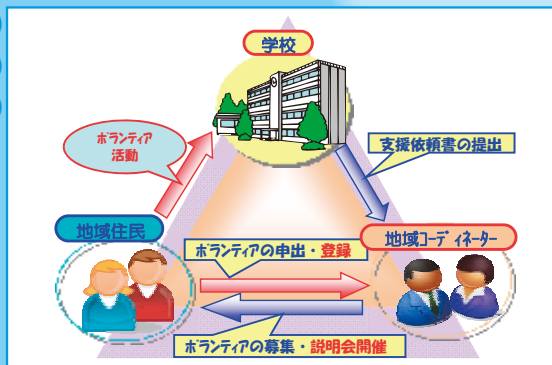 学校
ボランティア
活動
支援依頼書の提出
地域住民
ボランティアの申出・登録
地域コーディネーター
ボランティアの募集・説明会開催